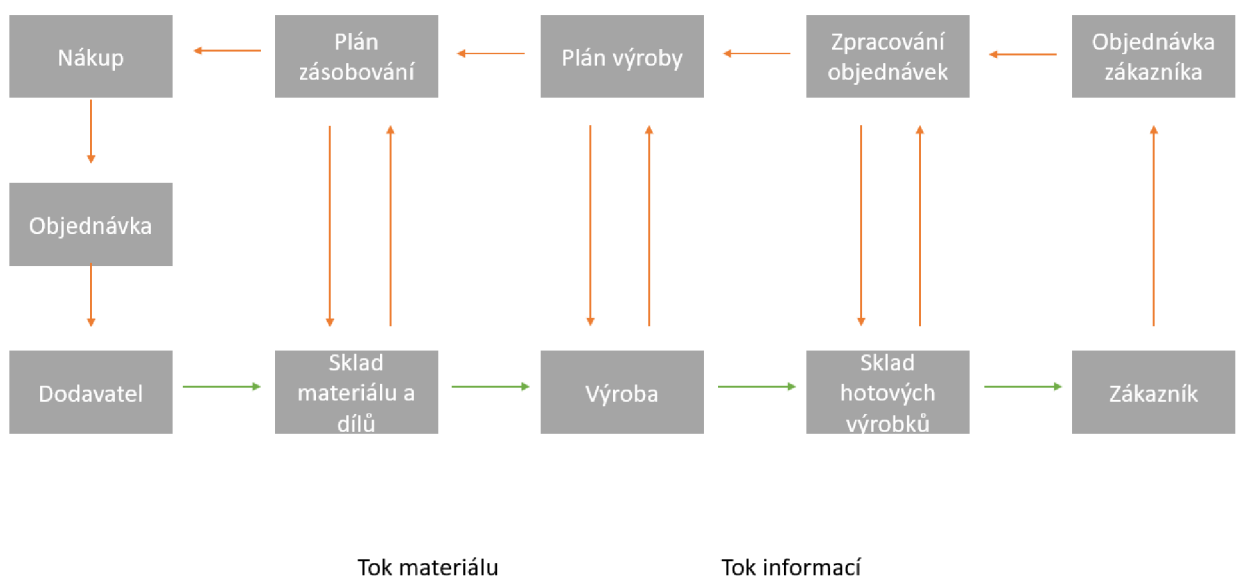 Nákup
Plán
zásobování
Plán výroby
Zpracování
objednávek
Objednávka
zákazníka
Objednávka
Dodavatel
Sklad
materiálu a
dílů
Výroba
Sklad
hotových
výrobků
Zákazník
Tok materiálu
Tok informací